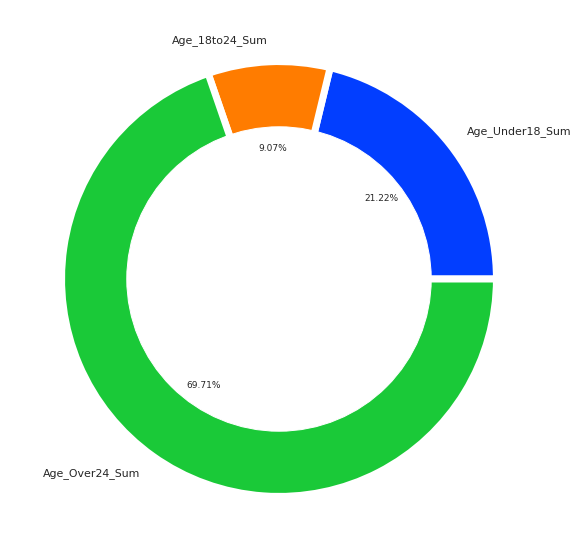 Age_18to24_Sum
Age_Under18_Sum
9.07%
21.22%
69.71%
Age_Over24_Sum